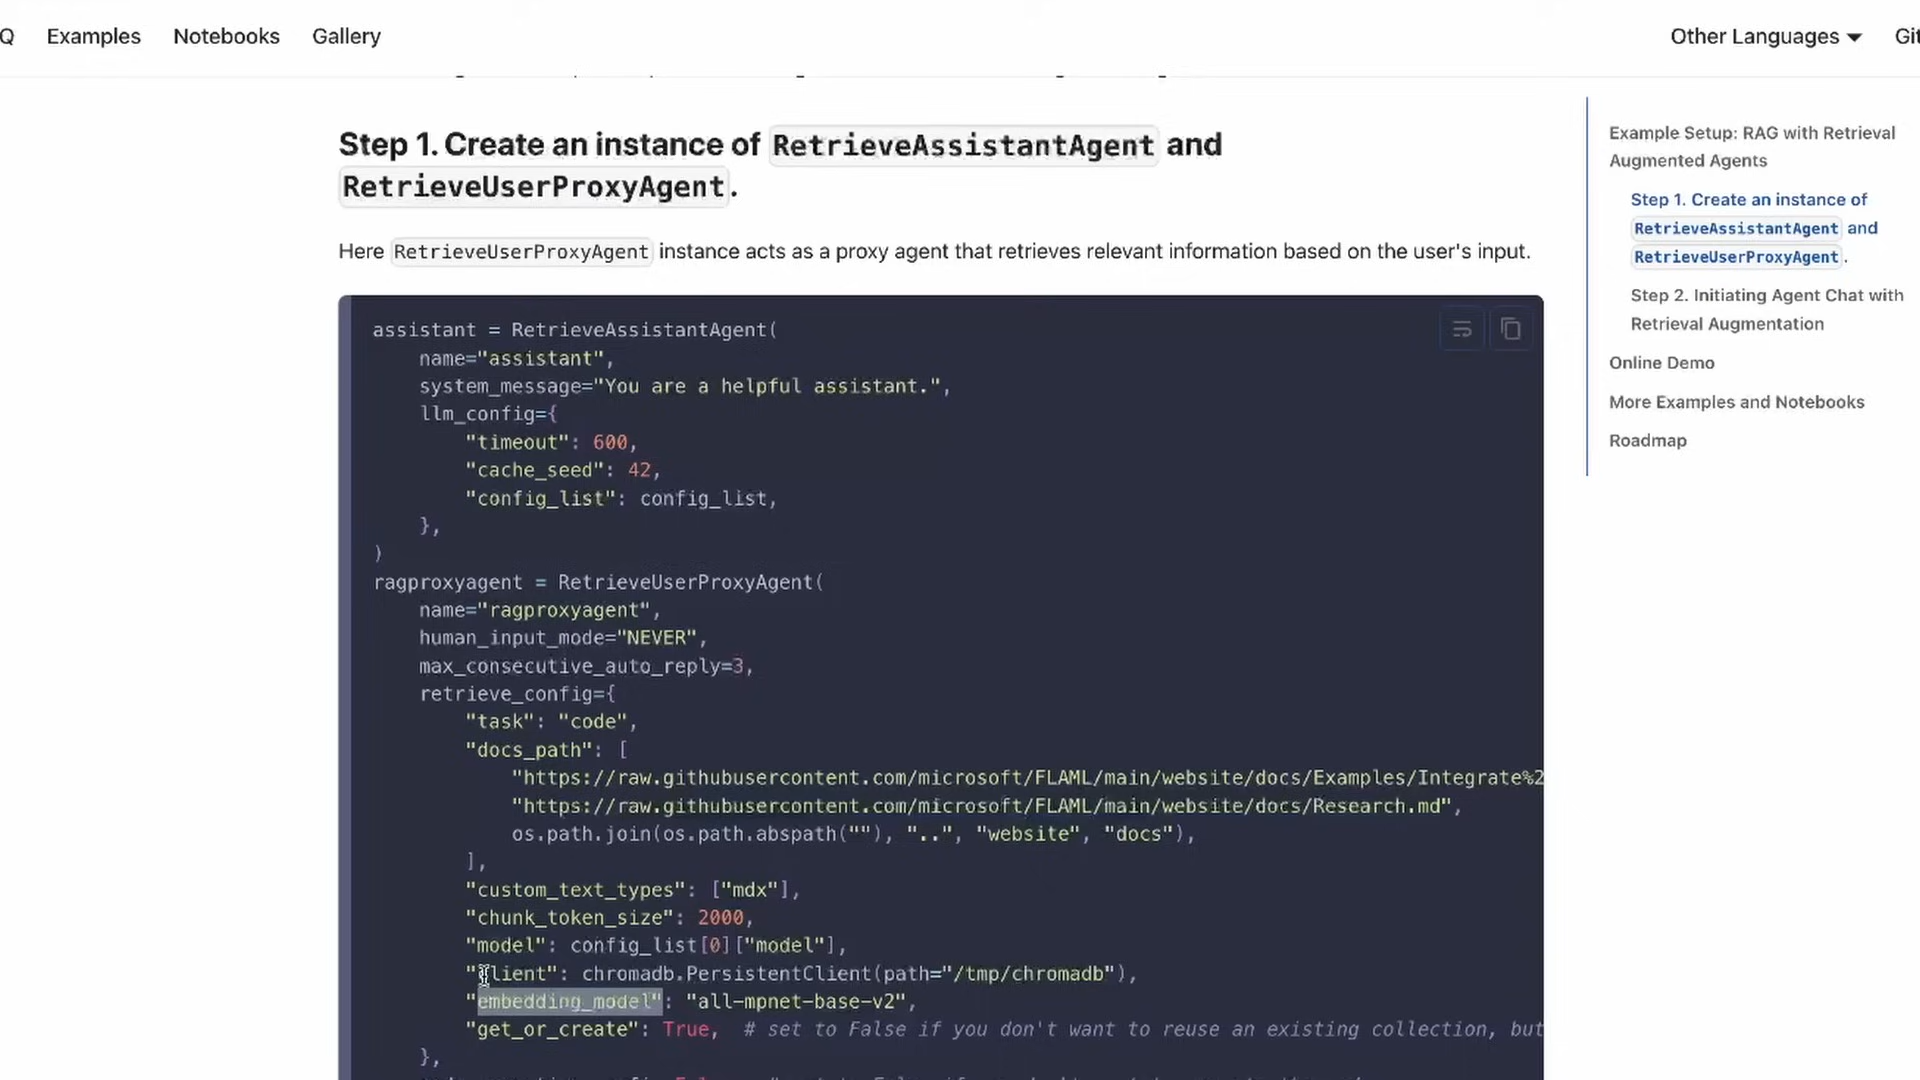 Q Examples Notebooks Gallery Other Languages Git
Step 1. Create an instance of RetrieveAssistantAgent and
RetrieveUserProxyAgent.
Here RetrieveUserProxyAgent instance acts as a proxy agent that retrieves relevant information based on the user's input.
assistant = RetrieveAssistantAgent(
    name="assistant",
    system_message="You are a helpful assistant.",
    llm_config={
        "timeout": 600,
        "cache_seed": 42,
        "config_list": config_list,
    },
)
ragproxyagent = RetrieveUserProxyAgent(
    name="ragproxyagent",
    human_input_mode="NEVER",
    max_consecutive_auto_reply=3,
    retrieve_config={
        "task": "code",
        "docs_path": [
            "https://raw.githubusercontent.com/microsoft/FLAML/main/website/docs/Examples/Integrate%2
            "https://raw.githubusercontent.com/microsoft/FLAML/main/website/docs/Research.md",
            os.path.join(os.path.abspath(""), "..", "website", "docs"),
        ],
        "custom_text_types": ["mdx"],
        "chunk_token_size": 2000,
        "model": config_list[0]["model"],
        "client": chromadb.PersistentClient(path="/tmp/chromadb"),
        "embedding_model": "all-mpnet-base-v2",
        "get_or_create": True,  # set to False if you don't want to reuse an existing collection, but
    },
Example Setup: RAG with Retrieval
Augmented Agents
Step 1. Create an instance of
RetrieveAssistantAgent and
RetrieveUserProxyAgent.
Step 2. Initiating Agent Chat with
Retrieval Augmentation
Online Demo
More Examples and Notebooks
Roadmap